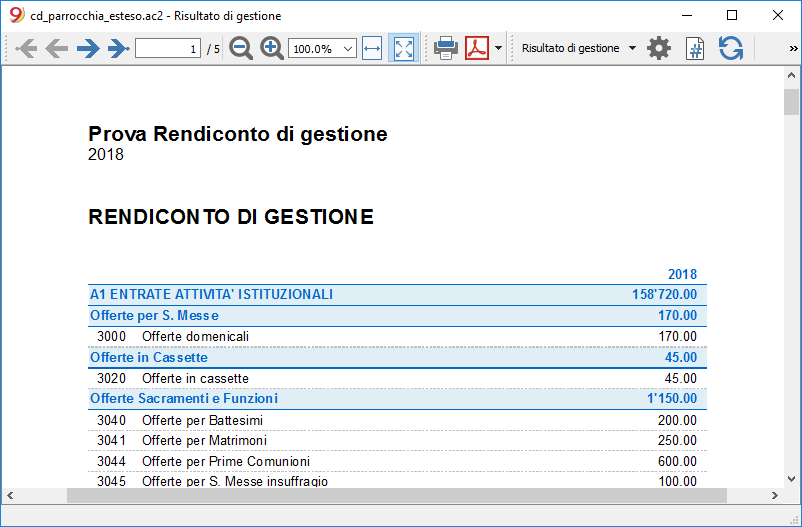 cd_parrocchia_esteso.ac2 - Risultato di gestione
1 / 5 100.0% Risultato di gestione »
Prova Rendiconto di gestione
2018
RENDICONTO DI GESTIONE
2018
A1 ENTRATE ATTIVITA' ISTITUZIONALI 158'720.00
Offerte per S. Messe 170.00
3000 Offerte domenicali 170.00
Offerte in Cassette 45.00
3020 Offerte in cassette 45.00
Offerte Sacramenti e Funzioni 1'150.00
3040 Offerte per Battesimi 200.00
3041 Offerte per Matrimoni 250.00
3044 Offerte per Prime Comunioni 600.00
3045 Offerte per S. Messe insuffragio 100.00